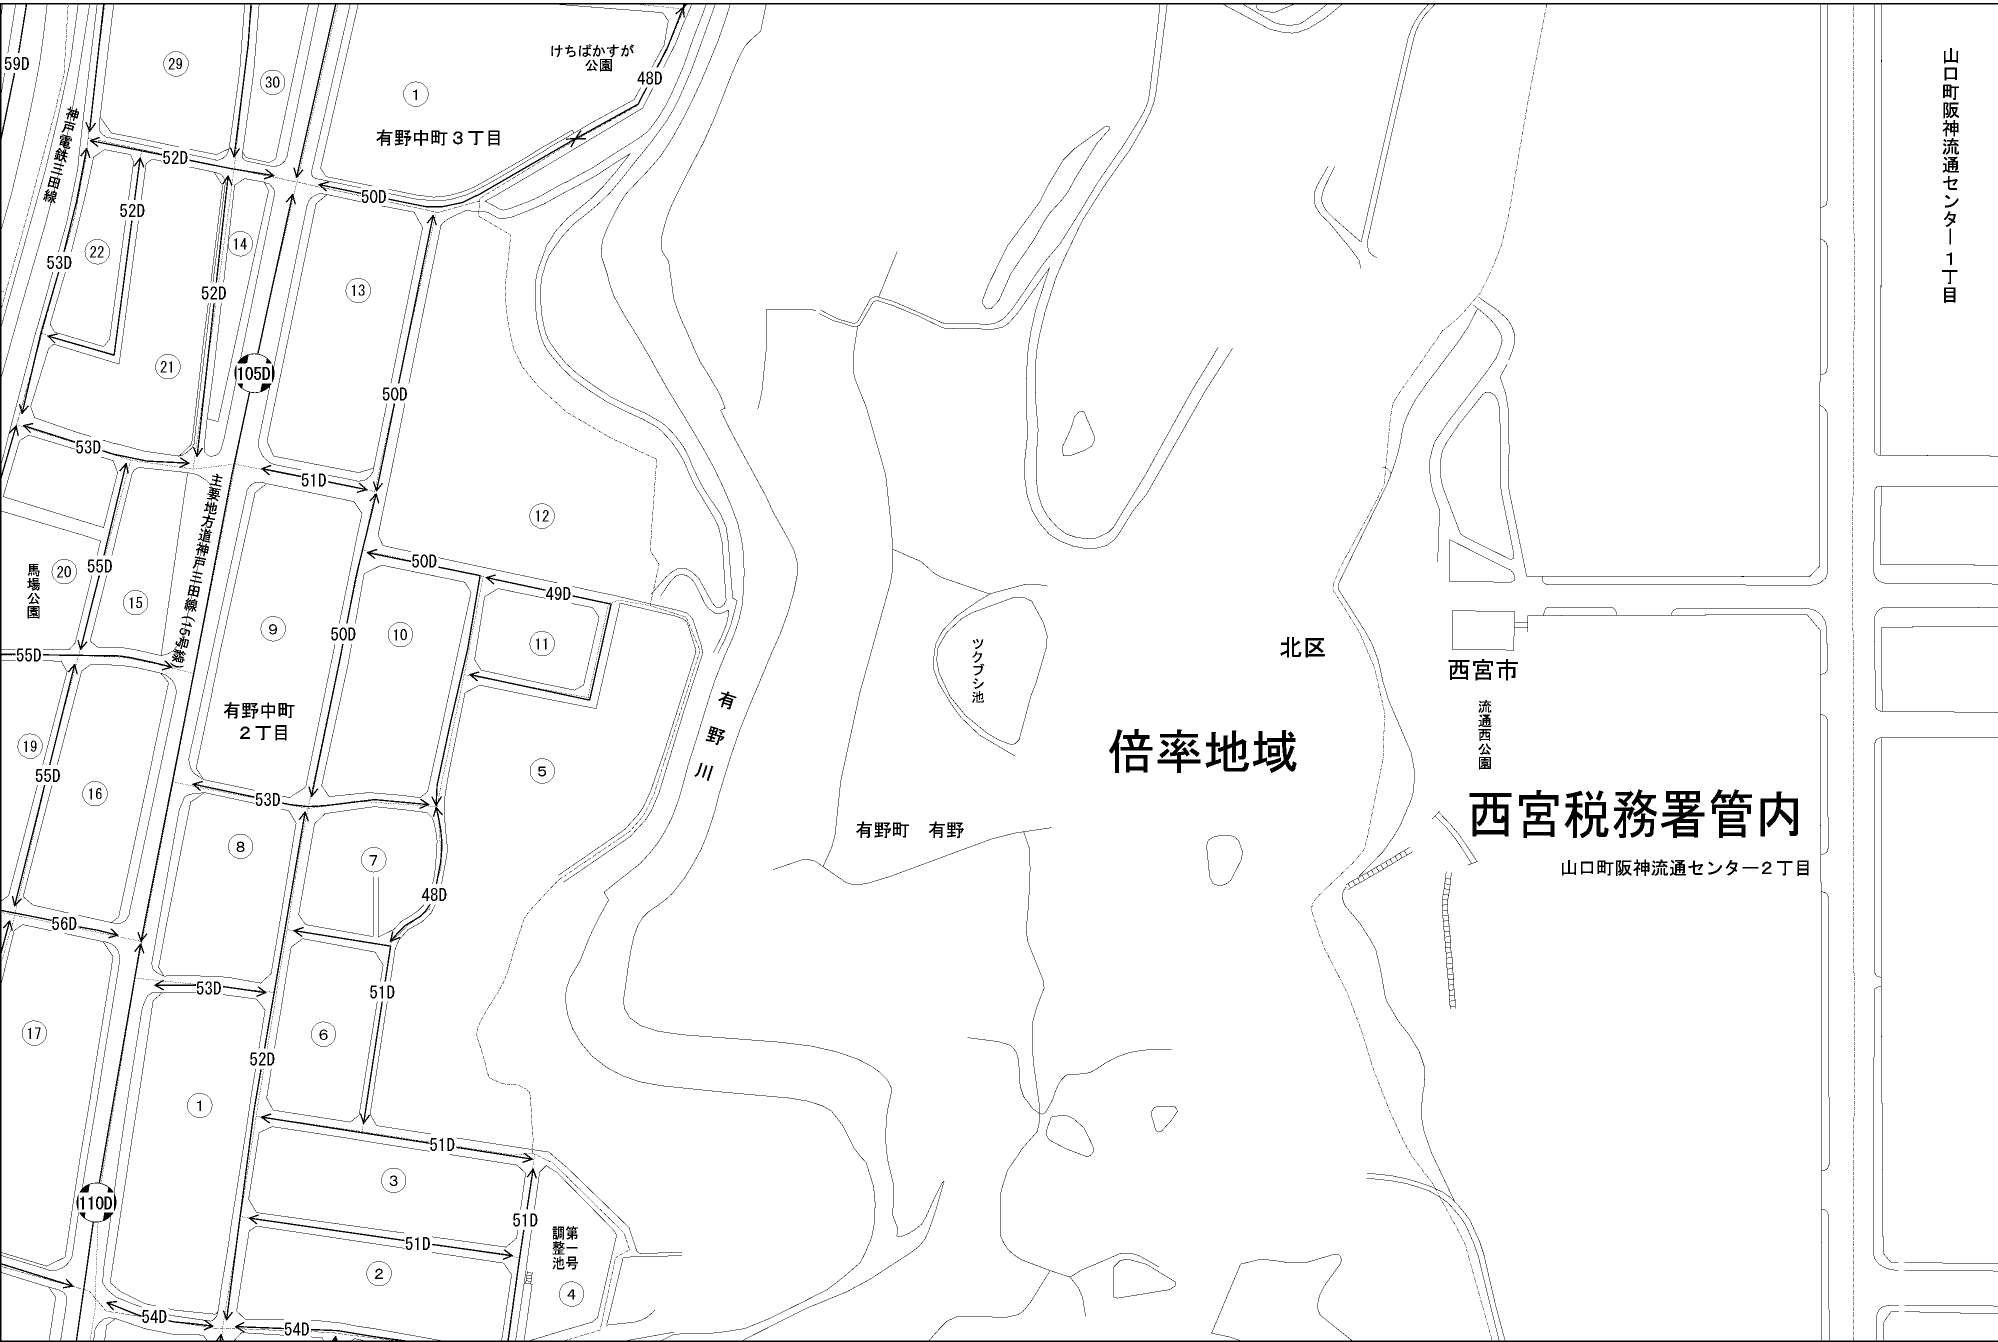 59D
29
30
けちばかすが
公園
48D
1
有野中町３丁目
山口町阪神流通センター１丁目
神戸電鉄三田線
52D
50D
52D
22
14
53D
52D
13
21
105D
50D
53D
51D
主要地方道神戸三田線(15号線)
12
50D
55D
20
馬場公園
49D
15
9
50D
10
11
北区
ツクブシ池
55D
西宮市
有野中町
２丁目
有野川
流通西公園
19
倍率地域
55D
5
16
53D
西宮税務署管内
有野町　有野
8
7
山口町阪神流通センター２丁目
48D
56D
53D
51D
17
6
52D
1
51D
3
110D
51D
第一号
調整池
51D
2
4
54D
54D